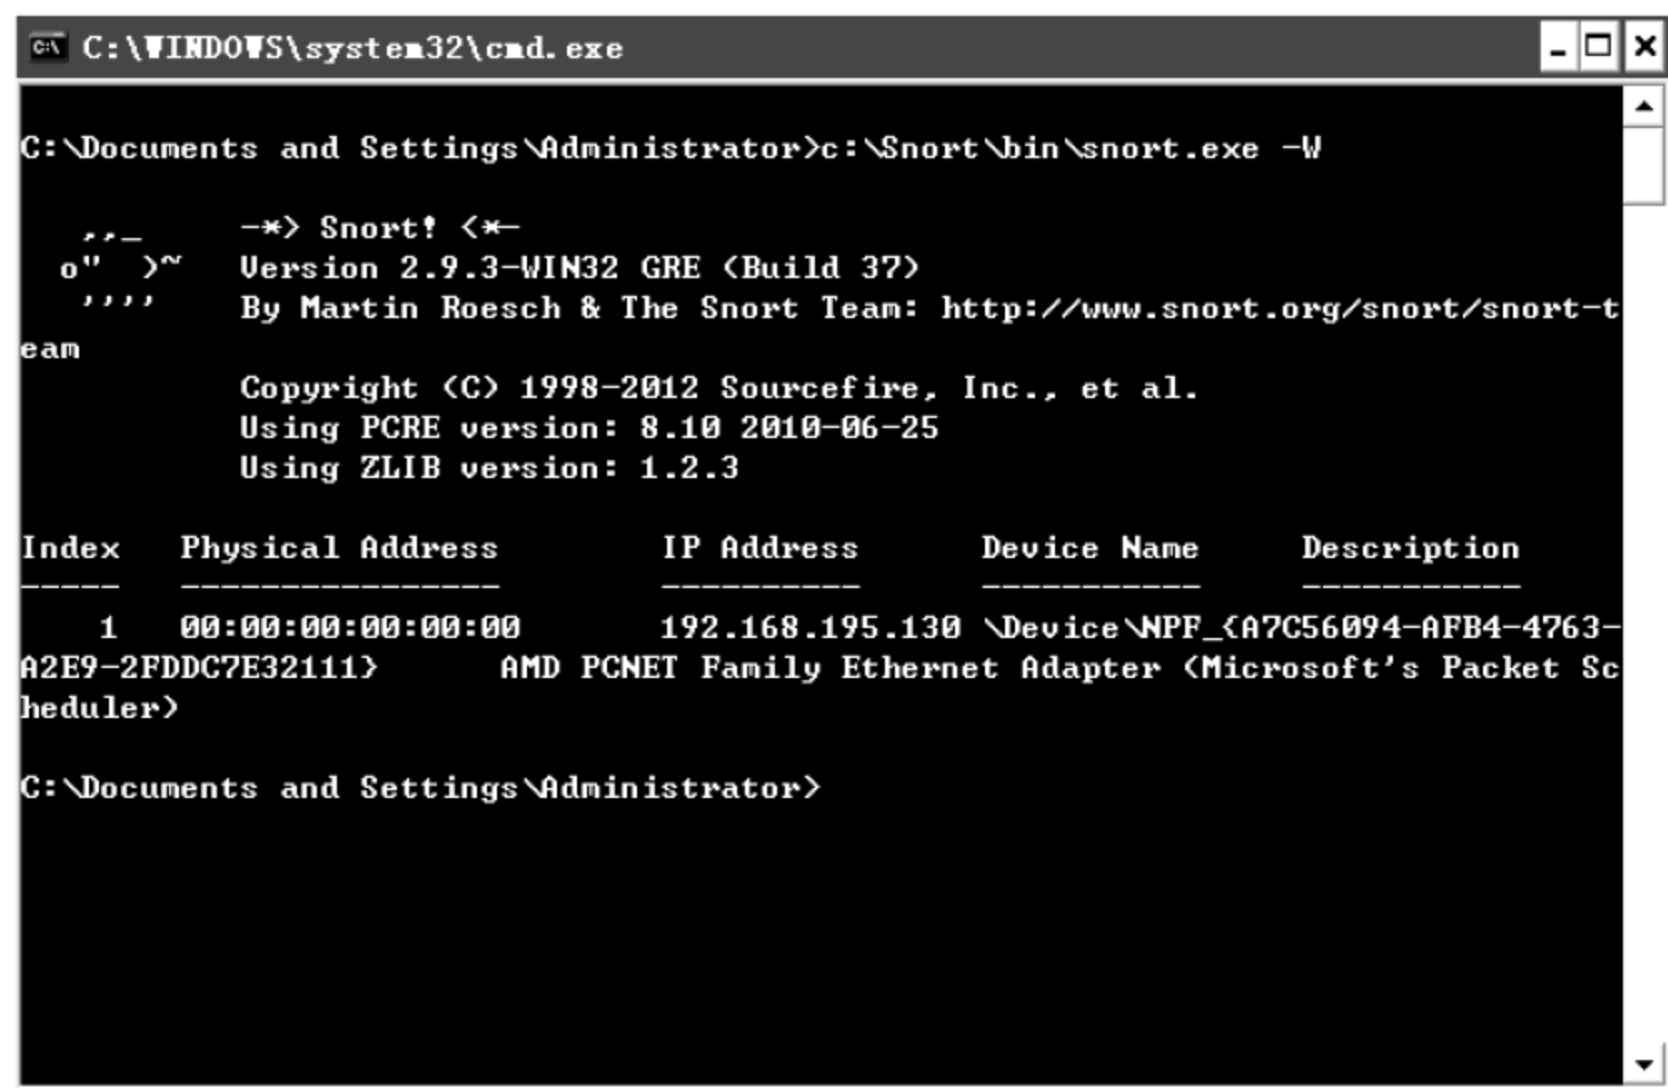 C:\WINDOWS\system32\cmd.exe
C:\Documents and Settings\Administrator>c:\Snort\bin\snort.exe -W
   ,,_     -*> Snort! <*-
  o"  )~   Version 2.9.3-WIN32 GRE (Build 37)
   ''''    By Martin Roesch & The Snort Team: http://www.snort.org/snort/snort-t
eam
           Copyright (C) 1998-2012 Sourcefire, Inc., et al.
           Using PCRE version: 8.10 2010-06-25
           Using ZLIB version: 1.2.3
Index   Physical Address        IP Address      Device Name     Description
-----   ----------------        ----------      -----------     -----------
    1   00:00:00:00:00:00       192.168.195.130 \Device\NPF_{A7C56094-AFB4-4763-
A2E9-2FDDC7E32111}      AMD PCNET Family Ethernet Adapter (Microsoft's Packet Sc
heduler)
C:\Documents and Settings\Administrator>